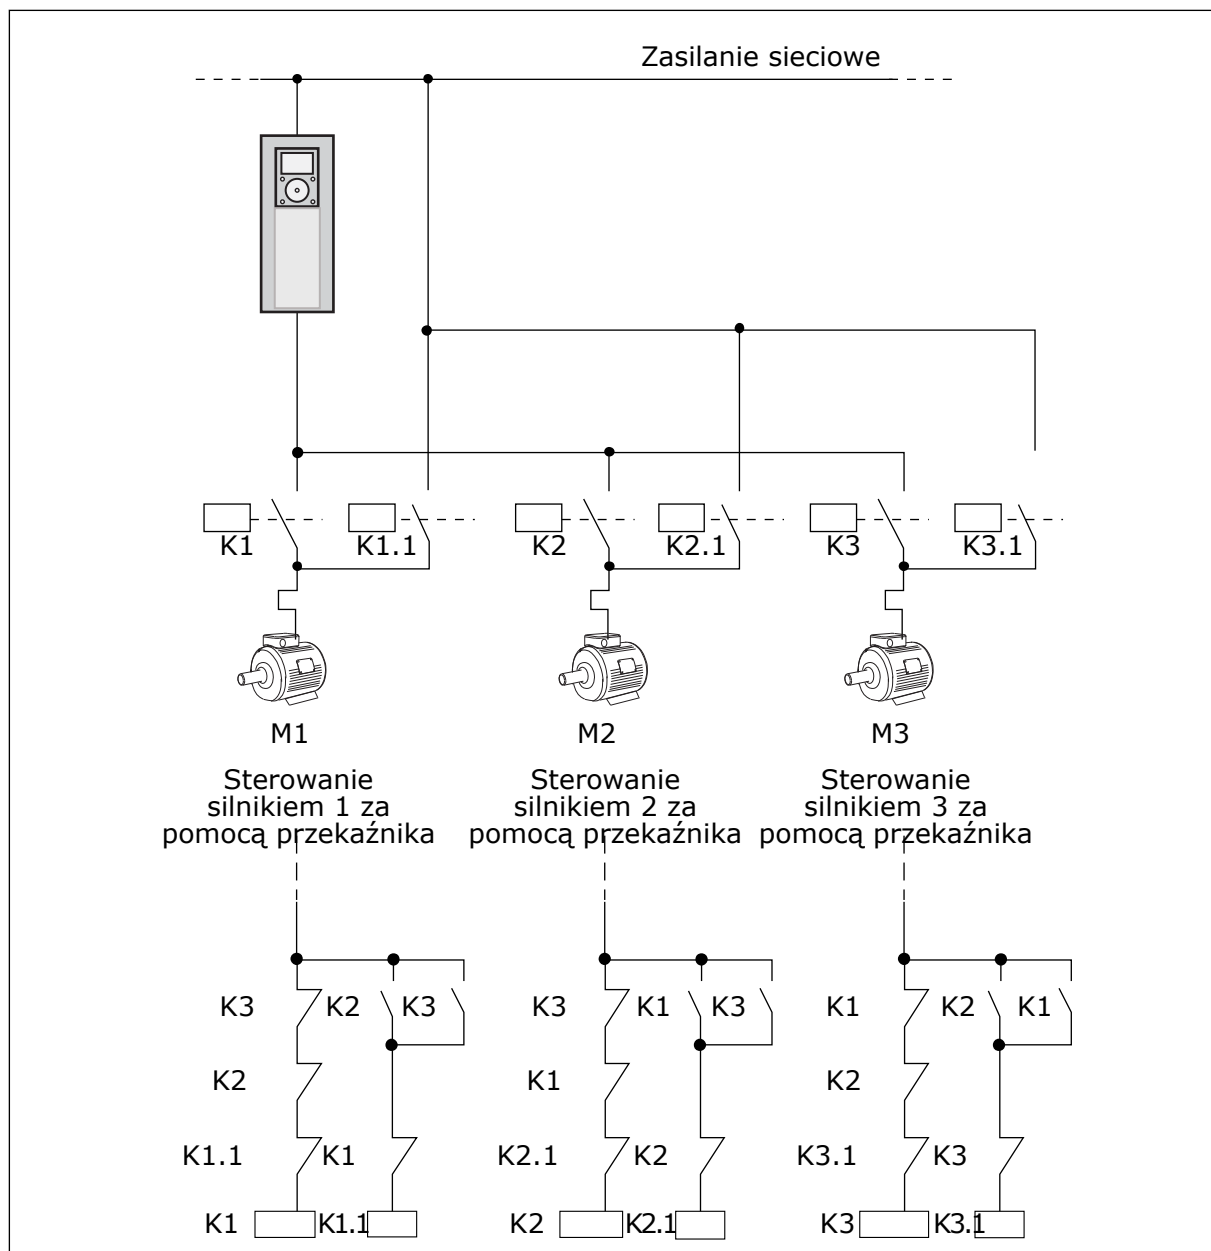 Zasilanie sieciowe
K1 K1.1 K2 K2.1 K3 K3.1
M1 M2 M3
Sterowanie
silnikiem 1 za
pomocą przekaźnika
Sterowanie
silnikiem 2 za
pomocą przekaźnika
Sterowanie
silnikiem 3 za
pomocą przekaźnika
K3 K2 K3 K3 K1 K3 K1 K2 K1
K2 K1 K2
K1.1 K1 K2.1 K2 K3.1 K3
K1 K1.1 K2 K2.1 K3 K3.1